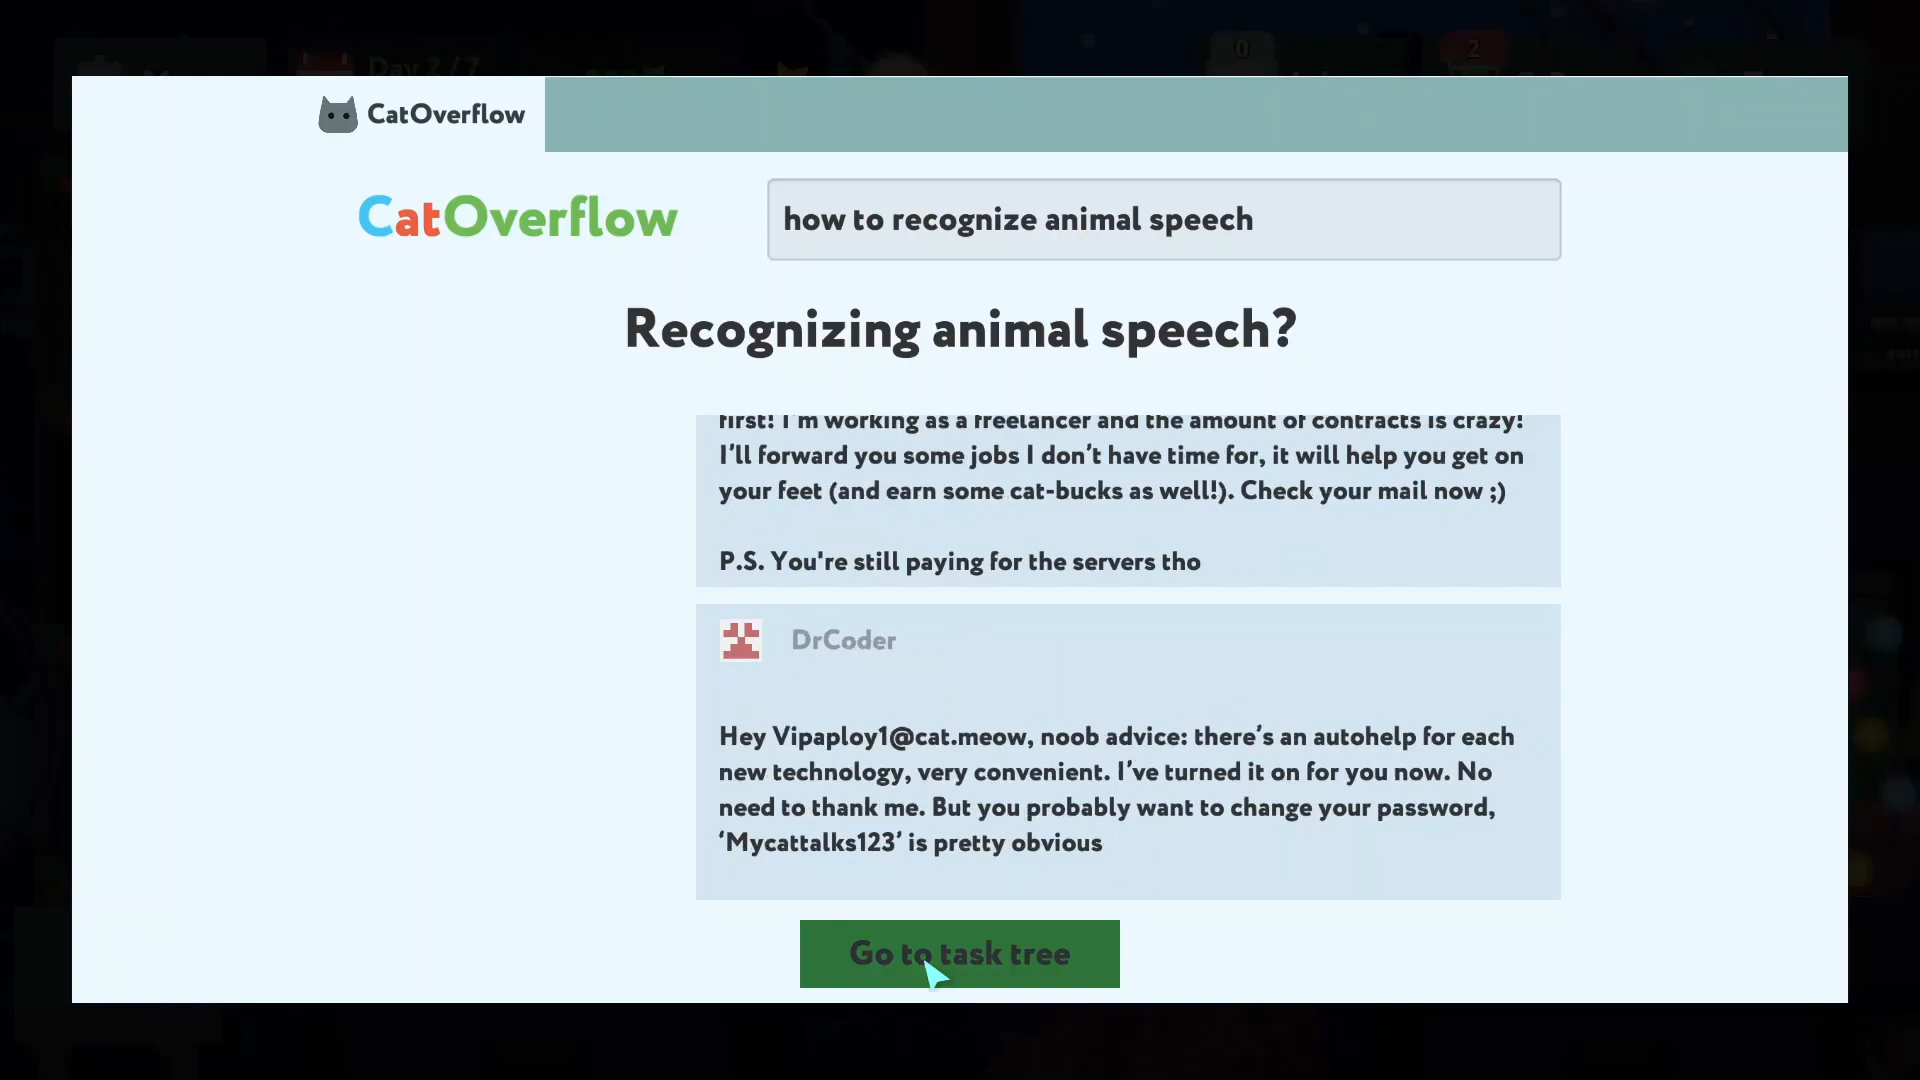 Day 2 / 7
0
2
CatOverflow
CatOverflow
how to recognize animal speech
Recognizing animal speech?
first! I'm working as a freelancer and the amount of contracts is crazy!
I'll forward you some jobs I don't have time for, it will help you get on
your feet (and earn some cat-bucks as well!). Check your mail now ;)
P.S. You're still paying for the servers tho
DrCoder
Hey Vipaploy1@cat.meow, noob advice: there's an autohelp for each
new technology, very convenient. I've turned it on for you now. No
need to thank me. But you probably want to change your password,
‘Mycattalks123’ is pretty obvious
Go to task tree